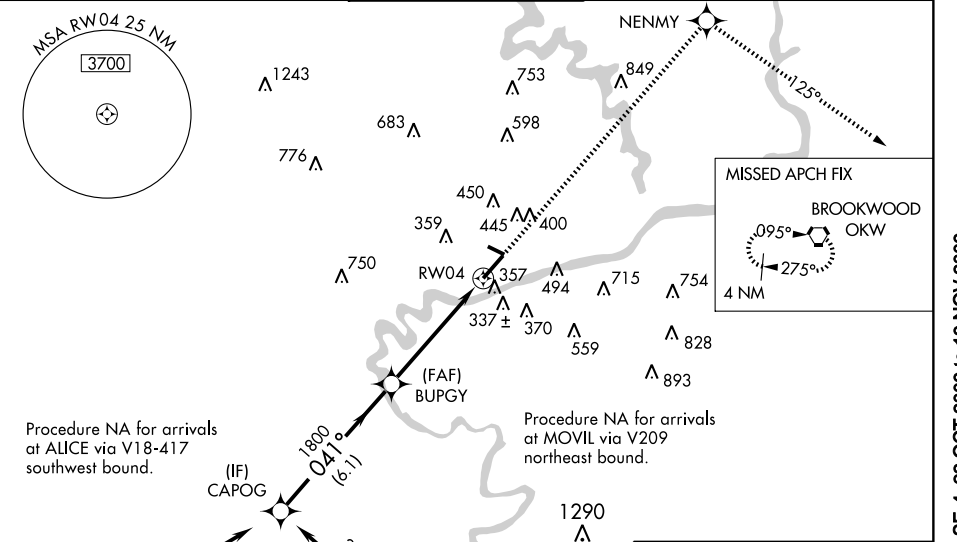 MSA RW04 25 NM
3700
NENMY
1243
753
849
125°
683
598
776
MISSED APCH FIX
BROOKWOOD
OKW
095°
275°
4 NM
450
445
400
359
750
RW04
357
494
715
754
337 ±
370
559
828
893
(FAF)
BUPGY
Procedure NA for arrivals
at ALICE via V18-417
southwest bound.
Procedure NA for arrivals
at MOVIL via V209
northeast bound.
1800
041°
(6.1)
(IF)
CAPOG
1290